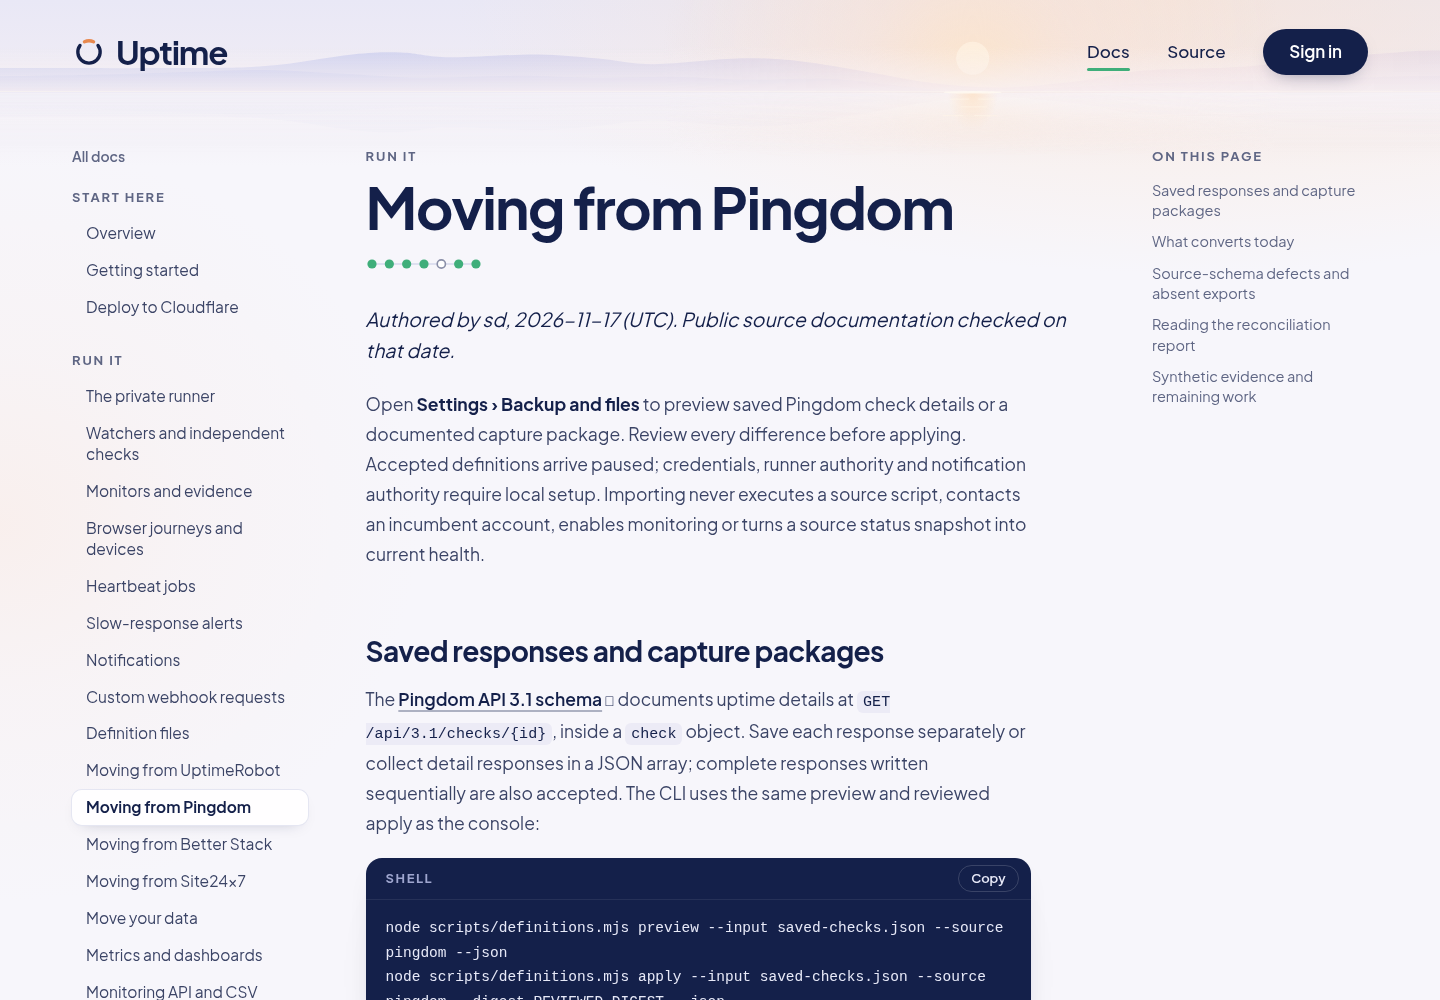 Uptime
Docs
Source
Sign in
All docs
START HERE
Overview
Getting started
Deploy to Cloudflare
RUN IT
The private runner
Watchers and independent
checks
Monitors and evidence
Browser journeys and
devices
Heartbeat jobs
Slow-response alerts
Notifications
Custom webhook requests
Definition files
Moving from UptimeRobot
Moving from Pingdom
Moving from Better Stack
Moving from Site24×7
Move your data
Metrics and dashboards
Monitoring API and CSV
RUN IT
Moving from Pingdom
Authored by sd, 2026-11-17 (UTC). Public source documentation checked on
that date.
Open Settings › Backup and files to preview saved Pingdom check details or a
documented capture package. Review every difference before applying.
Accepted definitions arrive paused; credentials, runner authority and notification
authority require local setup. Importing never executes a source script, contacts
an incumbent account, enables monitoring or turns a source status snapshot into
current health.
Saved responses and capture packages
The Pingdom API 3.1 schema documents uptime details at GET
/api/3.1/checks/{id}, inside a check object. Save each response separately or
collect detail responses in a JSON array; complete responses written
sequentially are also accepted. The CLI uses the same preview and reviewed
apply as the console:
SHELL
Copy
node scripts/definitions.mjs preview --input saved-checks.json --source
pingdom --json
node scripts/definitions.mjs apply --input saved-checks.json --source
pingdom --digest REVIEWED_DIGEST --json
ON THIS PAGE
Saved responses and capture
packages
What converts today
Source-schema defects and
absent exports
Reading the reconciliation
report
Synthetic evidence and
remaining work